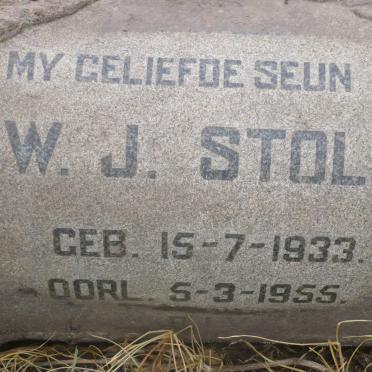 MY GELIEFDE SEUN
W. J. STOL
GEB. 15-7-1933.
OORL. 5-3-1955.